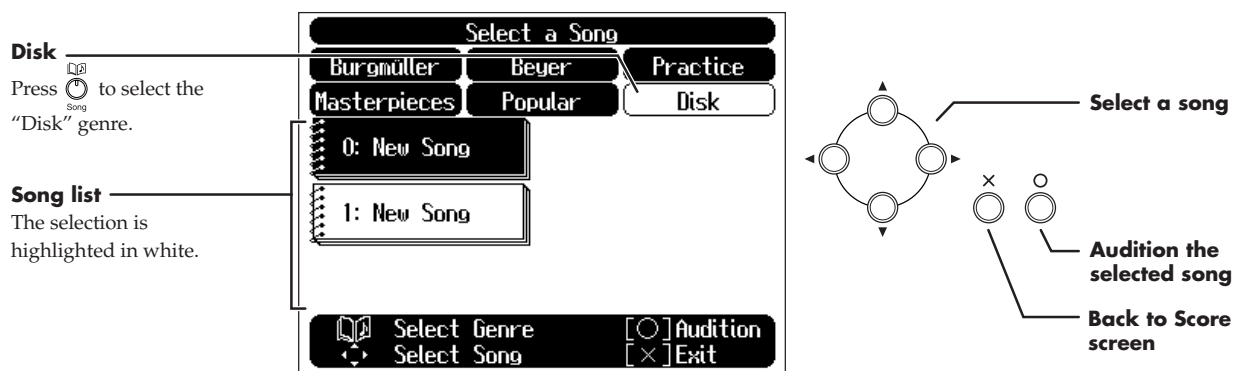 Disk
Press Song to select the
"Disk" genre.
Song list
The selection is
highlighted in white.
Select a Song
Burgmüller Beyer Practice
Masterpieces Popular Disk
0: New Song
1: New Song
Select Genre [○]Audition
Select Song [×]Exit
Select a song
× ○
Audition the
selected song
Back to Score
screen